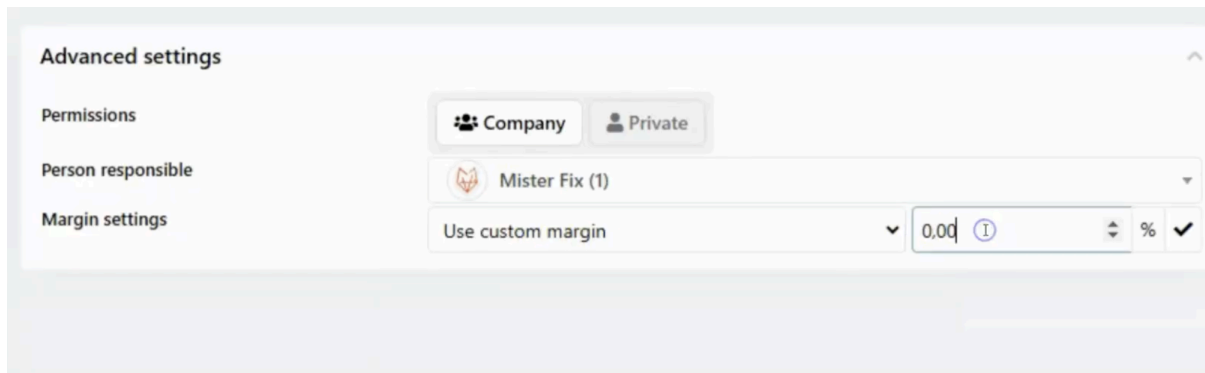 Advanced settings
Permissions
Company Private
Person responsible
Mister Fix (1)
Margin settings
Use custom margin 0,00 %